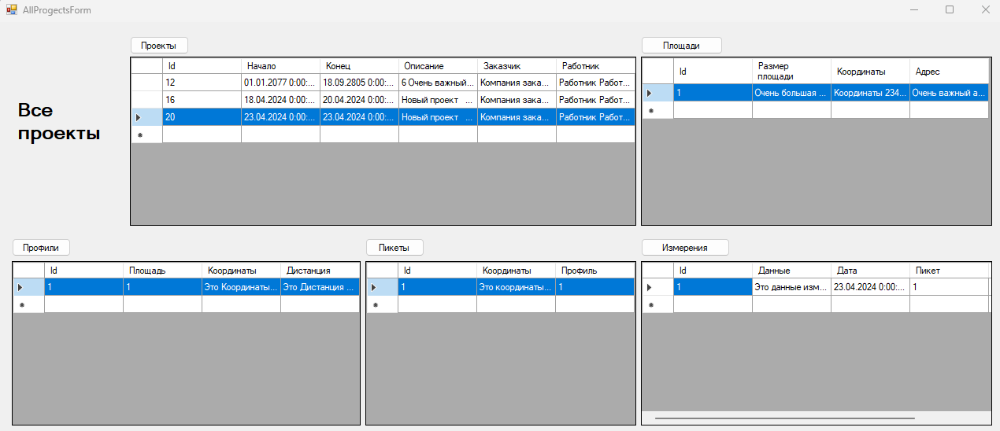 AllProgectsForm
Все проекты
Проекты
Id Начало Конец Описание Заказчик Работник
12 01.01.2077 0:00:... 18.09.2805 0:00:... 6 Очень важный... Компания зака... Работник Работ...
16 18.04.2024 0:00:... 20.04.2024 0:00:... Новый проект ... Компания зака... Работник Работ...
20 23.04.2024 0:00:... 23.04.2024 0:00:... Новый проект ... Компания зака... Работник Работ...
Площади
Id Размер площади Координаты Адрес
1 Очень большая ... Координаты 234... Очень важный а...
Профили
Id Площадь Координаты Дистанция
1 1 Это Координаты... Это Дистанция ...
Пикеты
Id Координаты Профиль
1 Это координаты... 1
Измерения
Id Данные Дата Пикет
1 Это данные изм... 23.04.2024 0:00:... 1